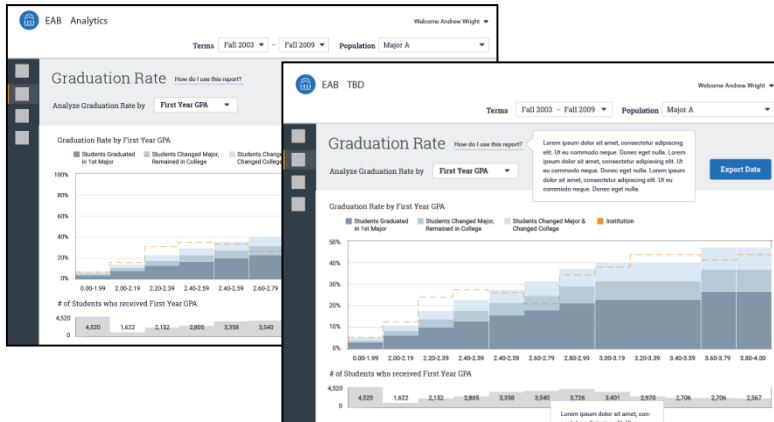 EAB Analytics
Welcome Andrew Wright
Terms Fall 2003 – Fall 2009 Population Major A
Graduation Rate How do I use this report?
Analyze Graduation Rate by First Year GPA
Graduation Rate by First Year GPA
Students Graduated in 1st Major
Students Changed Major, Remained in College
Students Chang
Changed Colleg
100%
80%
60%
40%
20%
0%
0.00-1.99 2.00-2.19 2.20-2.39 2.40-2.59 2.40-2.59 2.60-2.79
# of Students who received First Year GPA
4,520
0
4,520 1,622 2,152 2,805 3,358 3,540
EAB TBD
Welcome Andrew Wright
Terms Fall 2003 – Fall 2009 Population Major A
Graduation Rate How do I use this report?
Lorem ipsum dolor sit amet, consectetur adipiscing
elit. Ut eu commodo neque. Donec eget nulla. Lorem
ipsum dolor sit amet, consectetur adipiscing elit. Ut
eu commodo neque. Donec eget nulla. Lorem ipsum
dolor sit amet, consectetur adipiscing elit. Ut eu
commodo neque. Donec eget nulla.
Analyze Graduation Rate by First Year GPA
Export Data
Graduation Rate by First Year GPA
Students Graduated
in 1st Major
Students Changed Major,
Remained in College
Students Changed Major &
Changed College
Institution
50%
40%
30%
20%
10%
0%
0.00-1.99 2.00-2.19 2.20-2.39 2.40-2.59 2.40-2.59 2.60-2.79 2.80-2.99 3.00-3.19 3.20-3.39 3.40-3.59 3.60-3.79 3.80-4.00
# of Students who received First Year GPA
4,520
0
4,520 1,622 2,152 2,805 3,358 3,540 3,726 3,401 2,970 2,706 2,706 2,567
Lorem ipsum dolor sit amet, con-